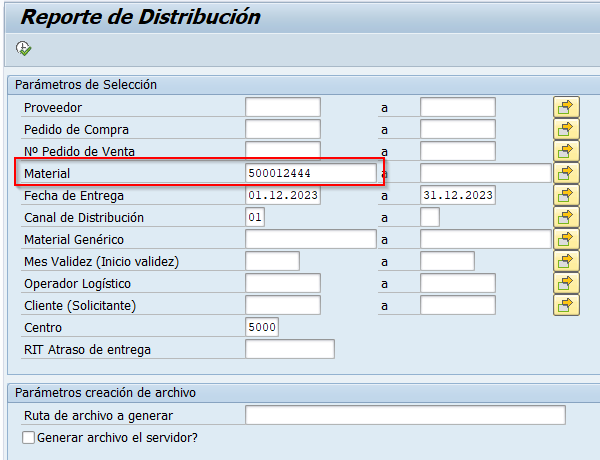 Reporte de Distribución
Parámetros de Selección
Proveedor a
Pedido de Compra a
Nº Pedido de Venta a
Material 500012444 a
Fecha de Entrega 01.12.2023 a 31.12.2023
Canal de Distribución 01 a
Material Genérico a
Mes Validez (Inicio validez) a
Operador Logístico a
Cliente (Solicitante) a
Centro 5000
RIT Atraso de entrega
Parámetros creación de archivo
Ruta de archivo a generar
Generar archivo el servidor?